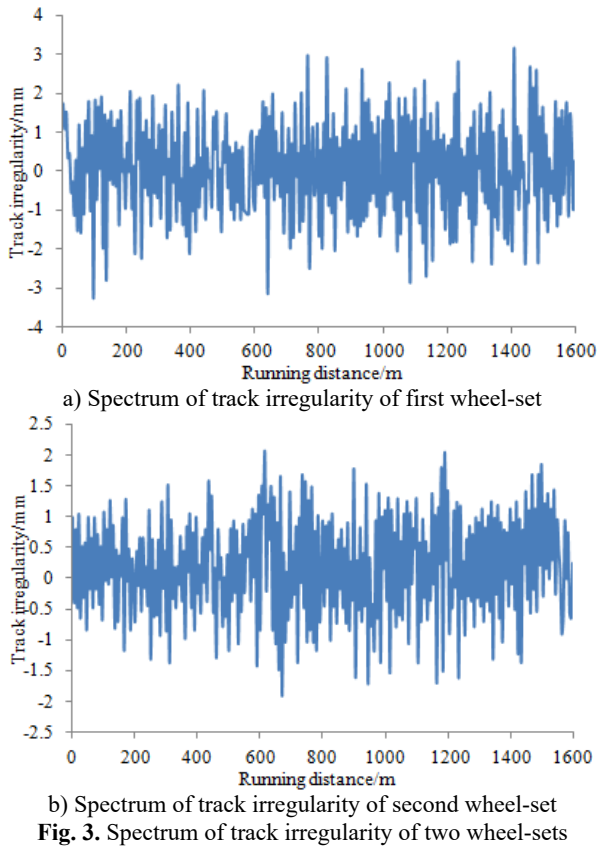 4
3
2
1
0
-1
-2
-3
-4
Track irregularity/mm
0 200 400 600 800 1000 1200 1400 1600
Running distance/m
a) Spectrum of track irregularity of first wheel-set
2.5
2
1.5
1
0.5
0
-0.5
-1
-1.5
-2
-2.5
Track irregularity/mm
0 200 400 600 800 1000 1200 1400 1600
Running distance/m
b) Spectrum of track irregularity of second wheel-set
Fig. 3. Spectrum of track irregularity of two wheel-sets